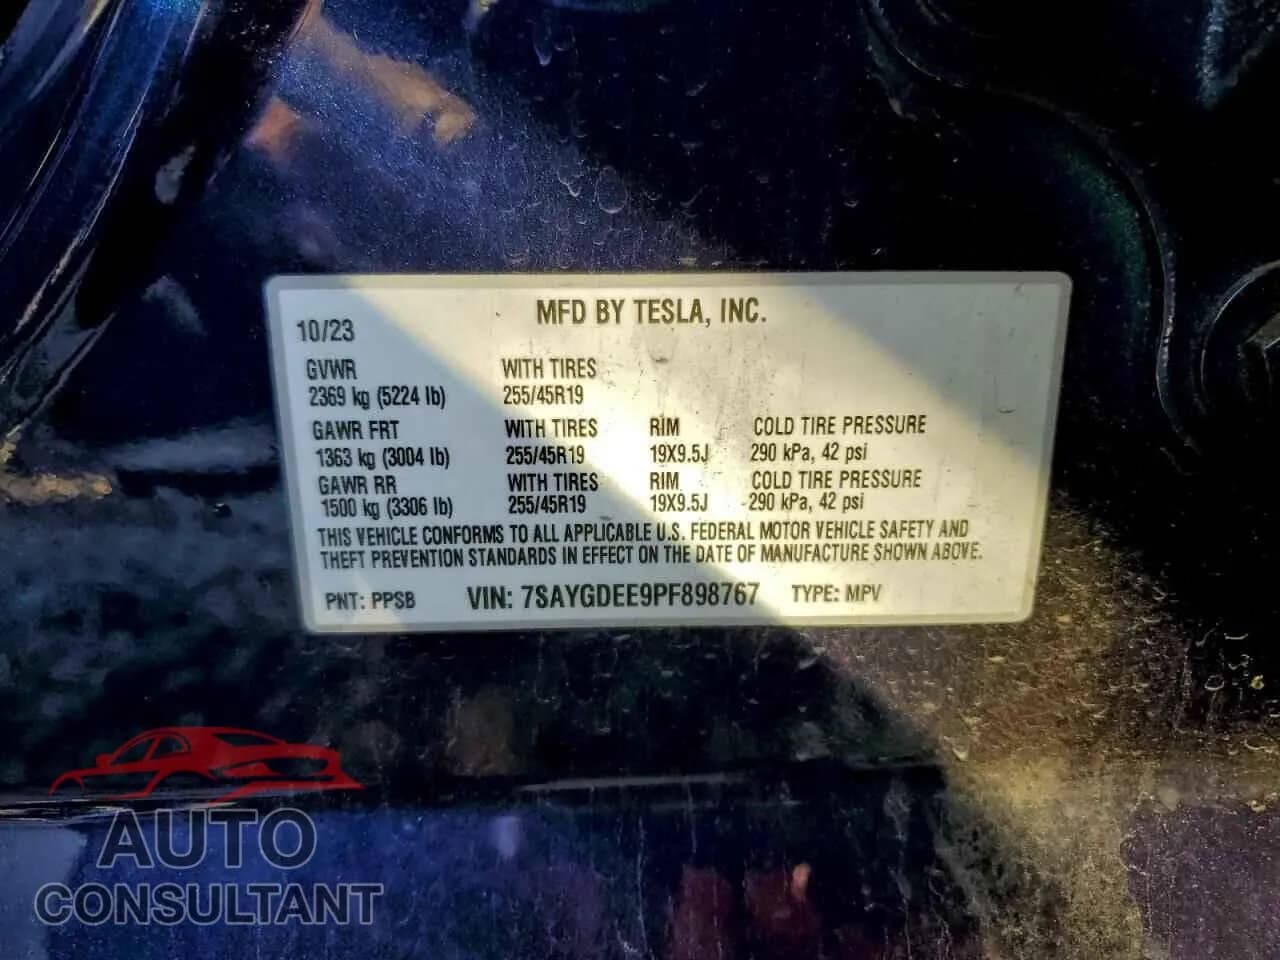 MFD BY TESLA, INC.
10/23
GVWR WITH TIRES
2369 kg (5224 lb) 255/45R19
GAWR FRT WITH TIRES RIM COLD TIRE PRESSURE
1363 kg (3004 lb) 255/45R19 19X9.5J 290 kPa, 42 psi
GAWR RR WITH TIRES RIM COLD TIRE PRESSURE
1500 kg (3306 lb) 255/45R19 19X9.5J 290 kPa, 42 psi
THIS VEHICLE CONFORMS TO ALL APPLICABLE U.S. FEDERAL MOTOR VEHICLE SAFETY AND
THEFT PREVENTION STANDARDS IN EFFECT ON THE DATE OF MANUFACTURE SHOWN ABOVE.
PNT: PPSB VIN: 7SAYGDEE9PF898767 TYPE: MPV
AUTO
CONSULTANT